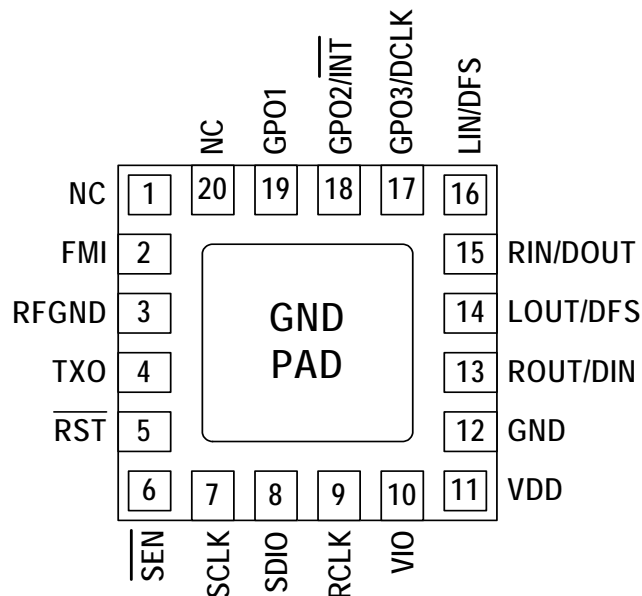 NC
GPO1
GPO2/INT
GPO3/DCLK
LIN/DFS
NC 1 20 19 18 17 16
FMI 2 15 RIN/DOUT
RFGND 3 GND 14 LOUT/DFS
TXO 4 PAD 13 ROUT/DIN
RST 5 12 GND
6 7 8 9 10 11 VDD
SEN
SCLK
SDIO
RCLK
VIO